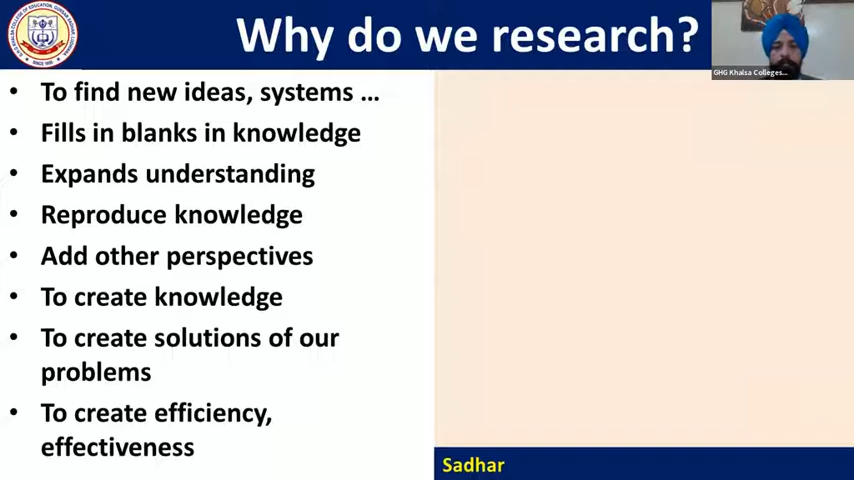 Why do we research?
GHG Khalsa Colleges...
• To find new ideas, systems ...
• Fills in blanks in knowledge
• Expands understanding
• Reproduce knowledge
• Add other perspectives
• To create knowledge
• To create solutions of our
problems
• To create efficiency,
effectiveness
Sadhar